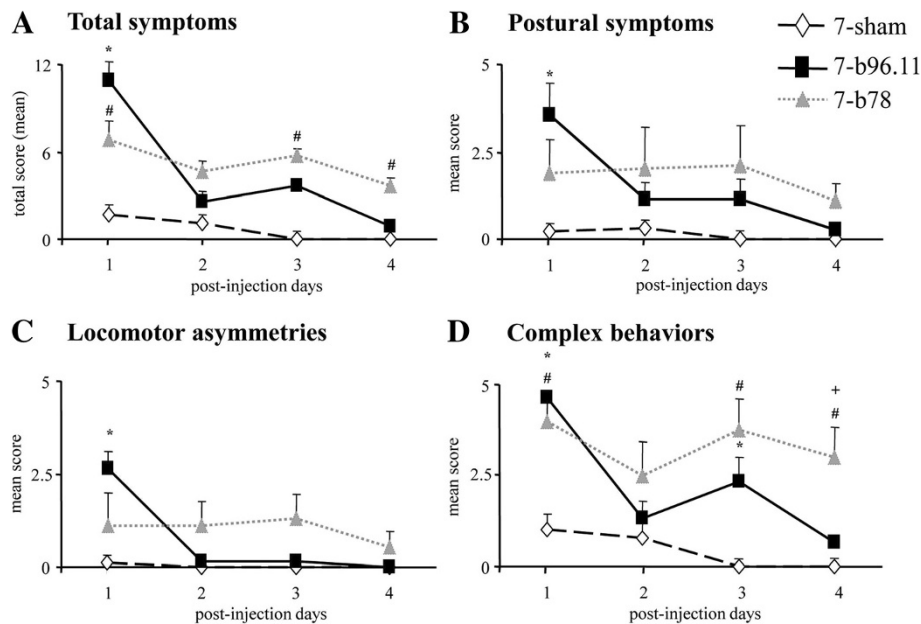 A Total symptoms
12
6
0
total score (mean)
*
#
#
#
1 2 3 4
post-injection days
B Postural symptoms
5
2.5
0
mean score
*
1 2 3 4
post-injection days
7-sham
7-b96.11
7-b78
C Locomotor asymmetries
5
2.5
0
mean score
*
1 2 3 4
post-injection days
D Complex behaviors
5
2.5
0
mean score
*
#
#
*
+
#
1 2 3 4
post-injection days